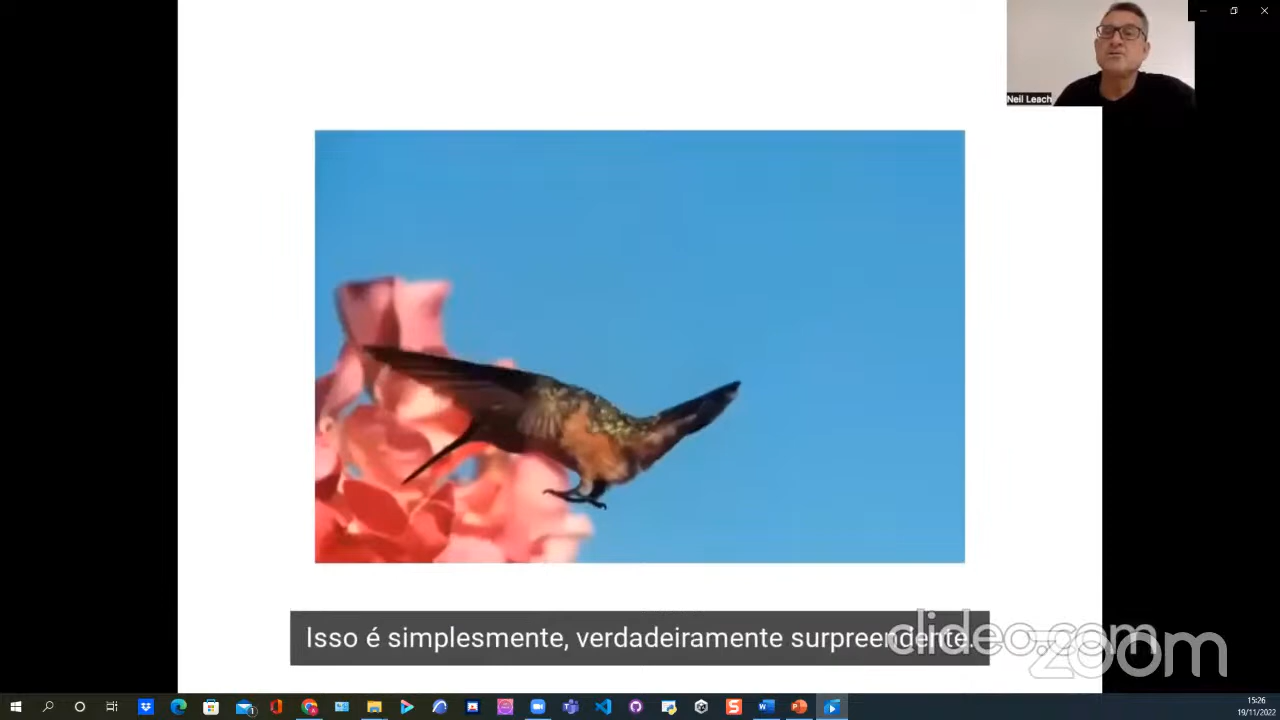 Neil Leach
Isso é simplesmente, verdadeiramente surpreendente.
clideo.com
zoom
15:26
19/11/2022